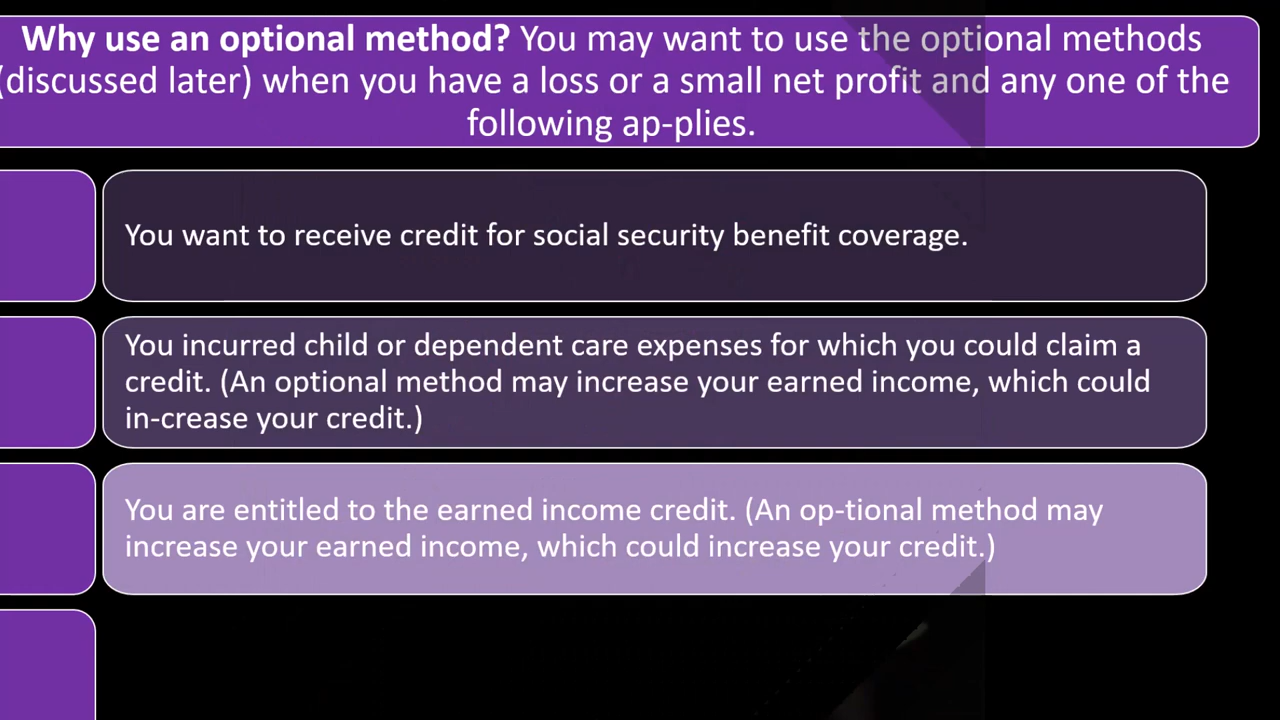 Why use an optional method? You may want to use the optional methods
(discussed later) when you have a loss or a small net profit and any one of the
following ap-plies.
You want to receive credit for social security benefit coverage.
You incurred child or dependent care expenses for which you could claim a
credit. (An optional method may increase your earned income, which could
in-crease your credit.)
You are entitled to the earned income credit. (An op-tional method may
increase your earned income, which could increase your credit.)